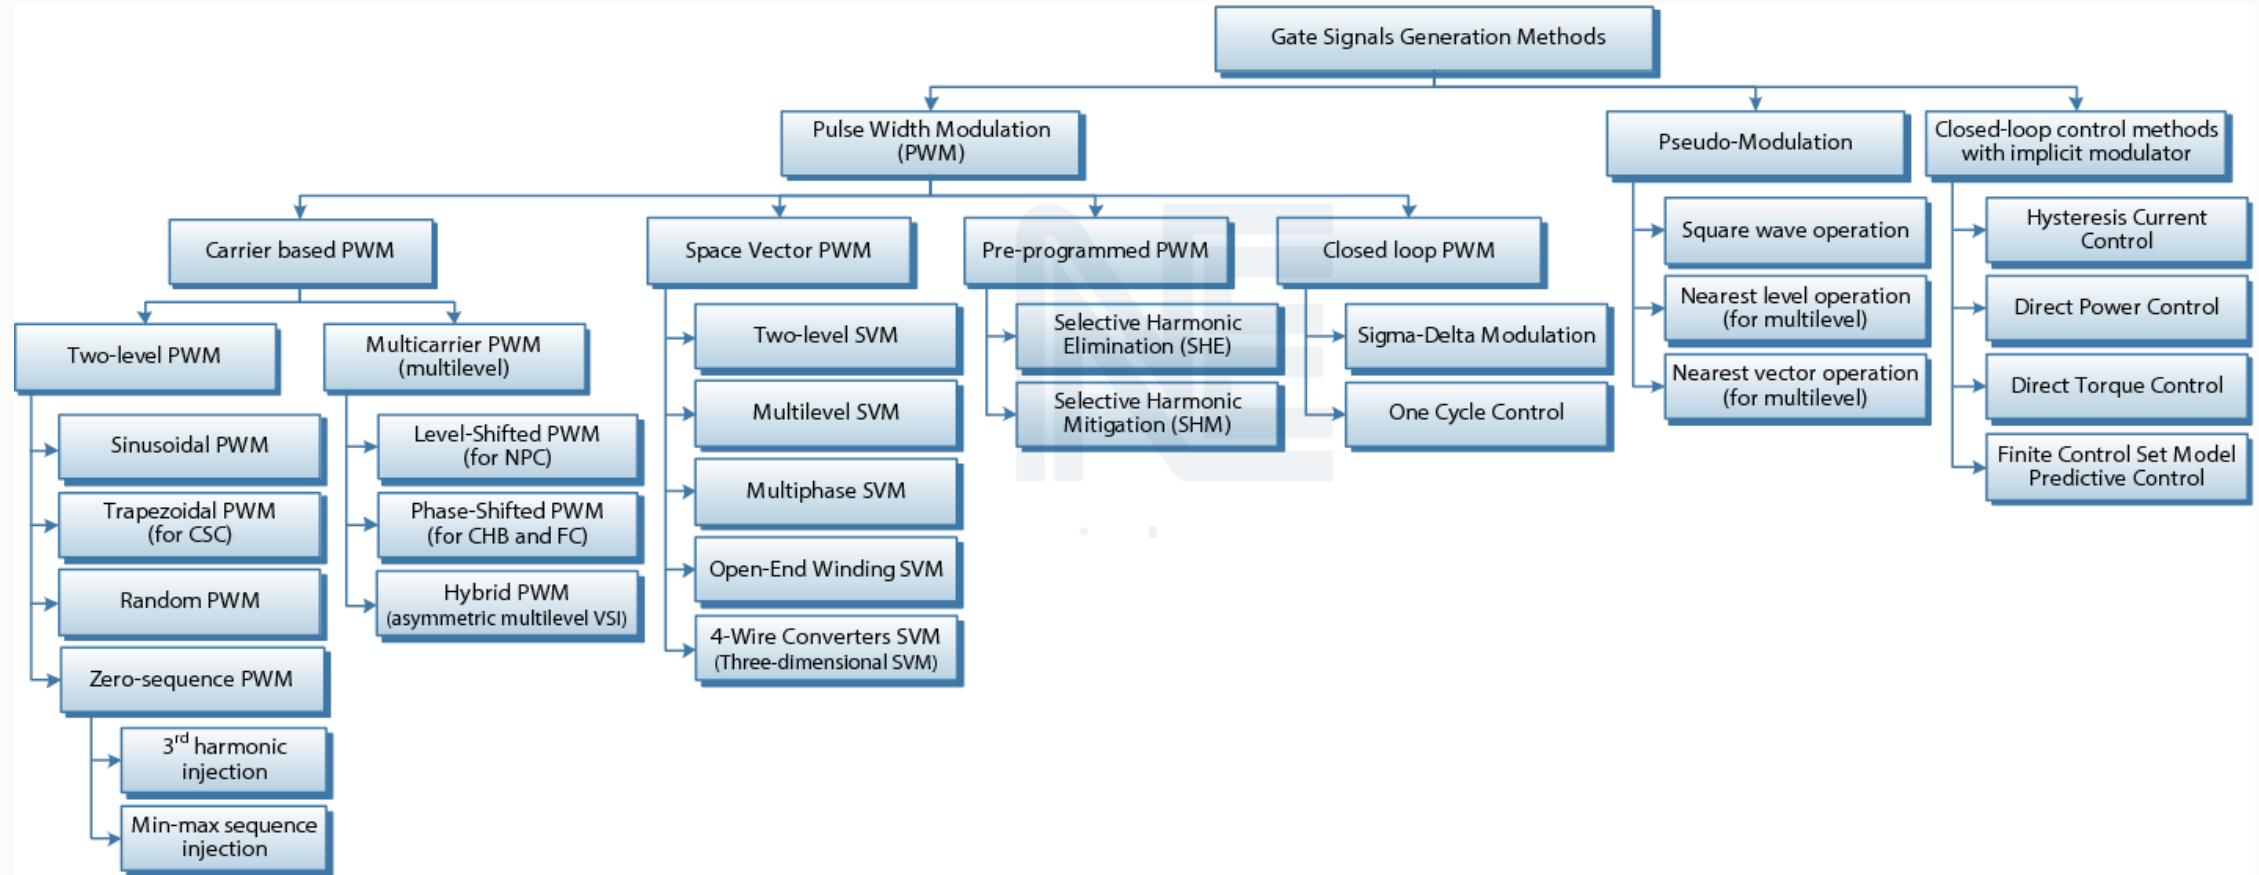 Gate Signals Generation Methods
Pulse Width Modulation
(PWM)
Pseudo-Modulation
Closed-loop control methods
with implicit modulator
Carrier based PWM
Space Vector PWM
Pre-programmed PWM
Closed loop PWM
Two-level PWM
Multicarrier PWM
(multilevel)
Sinusoidal PWM
Trapezoidal PWM
(for CSC)
Random PWM
Zero-sequence PWM
3rd harmonic
injection
Min-max sequence
injection
Level-Shifted PWM
(for NPC)
Phase-Shifted PWM
(for CHB and FC)
Hybrid PWM
(asymmetric multilevel VSI)
Two-level SVM
Multilevel SVM
Multiphase SVM
Open-End Winding SVM
4-Wire Converters SVM
(Three-dimensional SVM)
Selective Harmonic
Elimination (SHE)
Selective Harmonic
Mitigation (SHM)
Sigma-Delta Modulation
One Cycle Control
Square wave operation
Nearest level operation
(for multilevel)
Nearest vector operation
(for multilevel)
Hysteresis Current
Control
Direct Power Control
Direct Torque Control
Finite Control Set Model
Predictive Control